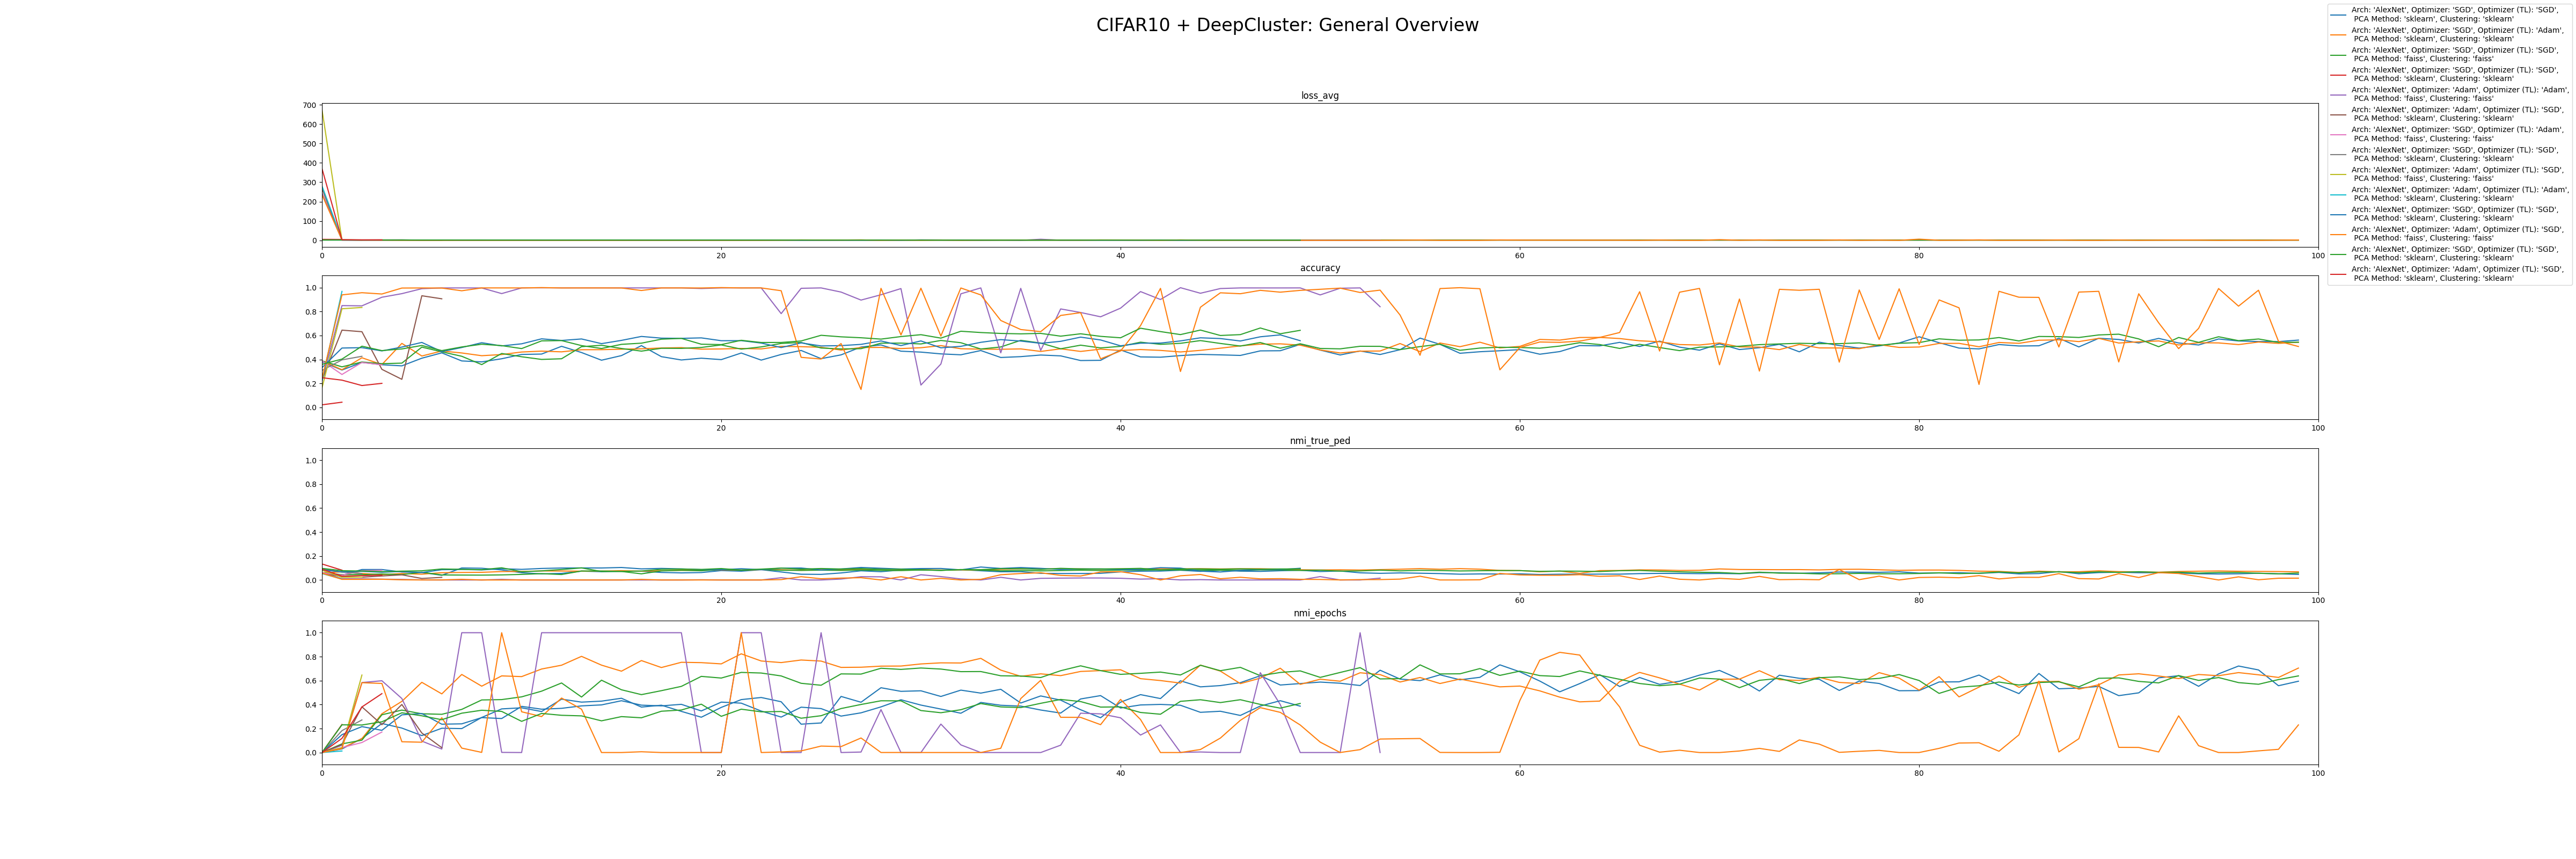 CIFAR10 + DeepCluster: General Overview
Arch: 'AlexNet', Optimizer: 'SGD', Optimizer (TL): 'SGD',
PCA Method: 'sklearn', Clustering: 'sklearn'
Arch: 'AlexNet', Optimizer: 'SGD', Optimizer (TL): 'Adam',
PCA Method: 'sklearn', Clustering: 'sklearn'
Arch: 'AlexNet', Optimizer: 'SGD', Optimizer (TL): 'SGD',
PCA Method: 'faiss', Clustering: 'faiss'
Arch: 'AlexNet', Optimizer: 'SGD', Optimizer (TL): 'SGD',
PCA Method: 'sklearn', Clustering: 'sklearn'
Arch: 'AlexNet', Optimizer: 'Adam', Optimizer (TL): 'Adam',
PCA Method: 'faiss', Clustering: 'faiss'
Arch: 'AlexNet', Optimizer: 'Adam', Optimizer (TL): 'SGD',
PCA Method: 'sklearn', Clustering: 'sklearn'
Arch: 'AlexNet', Optimizer: 'SGD', Optimizer (TL): 'Adam',
PCA Method: 'faiss', Clustering: 'faiss'
Arch: 'AlexNet', Optimizer: 'SGD', Optimizer (TL): 'SGD',
PCA Method: 'sklearn', Clustering: 'sklearn'
Arch: 'AlexNet', Optimizer: 'Adam', Optimizer (TL): 'SGD',
PCA Method: 'faiss', Clustering: 'faiss'
Arch: 'AlexNet', Optimizer: 'Adam', Optimizer (TL): 'Adam',
PCA Method: 'sklearn', Clustering: 'sklearn'
Arch: 'AlexNet', Optimizer: 'SGD', Optimizer (TL): 'SGD',
PCA Method: 'sklearn', Clustering: 'sklearn'
Arch: 'AlexNet', Optimizer: 'Adam', Optimizer (TL): 'SGD',
PCA Method: 'faiss', Clustering: 'faiss'
Arch: 'AlexNet', Optimizer: 'SGD', Optimizer (TL): 'SGD',
PCA Method: 'sklearn', Clustering: 'sklearn'
Arch: 'AlexNet', Optimizer: 'Adam', Optimizer (TL): 'SGD',
PCA Method: 'sklearn', Clustering: 'sklearn'
loss_avg
700
600
500
400
300
200
100
0
0 20 40 60 80 100
accuracy
1.0
0.8
0.6
0.4
0.2
0.0
0 20 40 60 80 100
nmi_true_ped
1.0
0.8
0.6
0.4
0.2
0.0
0 20 40 60 80 100
nmi_epochs
1.0
0.8
0.6
0.4
0.2
0.0
0 20 40 60 80 100